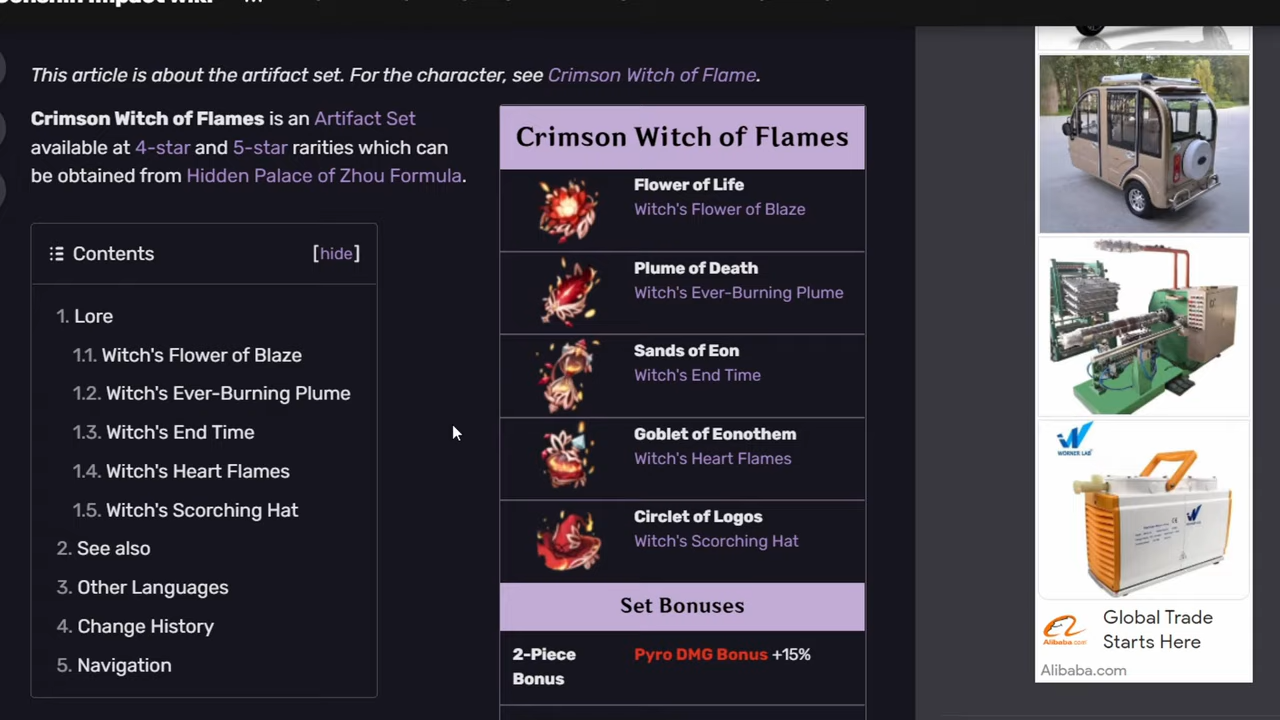 This article is about the artifact set. For the character, see Crimson Witch of Flame.
Crimson Witch of Flames is an Artifact Set
available at 4-star and 5-star rarities which can
be obtained from Hidden Palace of Zhou Formula.
Contents [hide]
1. Lore
1.1. Witch's Flower of Blaze
1.2. Witch's Ever-Burning Plume
1.3. Witch's End Time
1.4. Witch's Heart Flames
1.5. Witch's Scorching Hat
2. See also
3. Other Languages
4. Change History
5. Navigation
Crimson Witch of Flames
Flower of Life
Witch's Flower of Blaze
Plume of Death
Witch's Ever-Burning Plume
Sands of Eon
Witch's End Time
Goblet of Eonothem
Witch's Heart Flames
Circlet of Logos
Witch's Scorching Hat
Set Bonuses
2-Piece
Bonus
Pyro DMG Bonus +15%
WORNER LAB
Alibaba.com
Global Trade
Starts Here
Alibaba.com